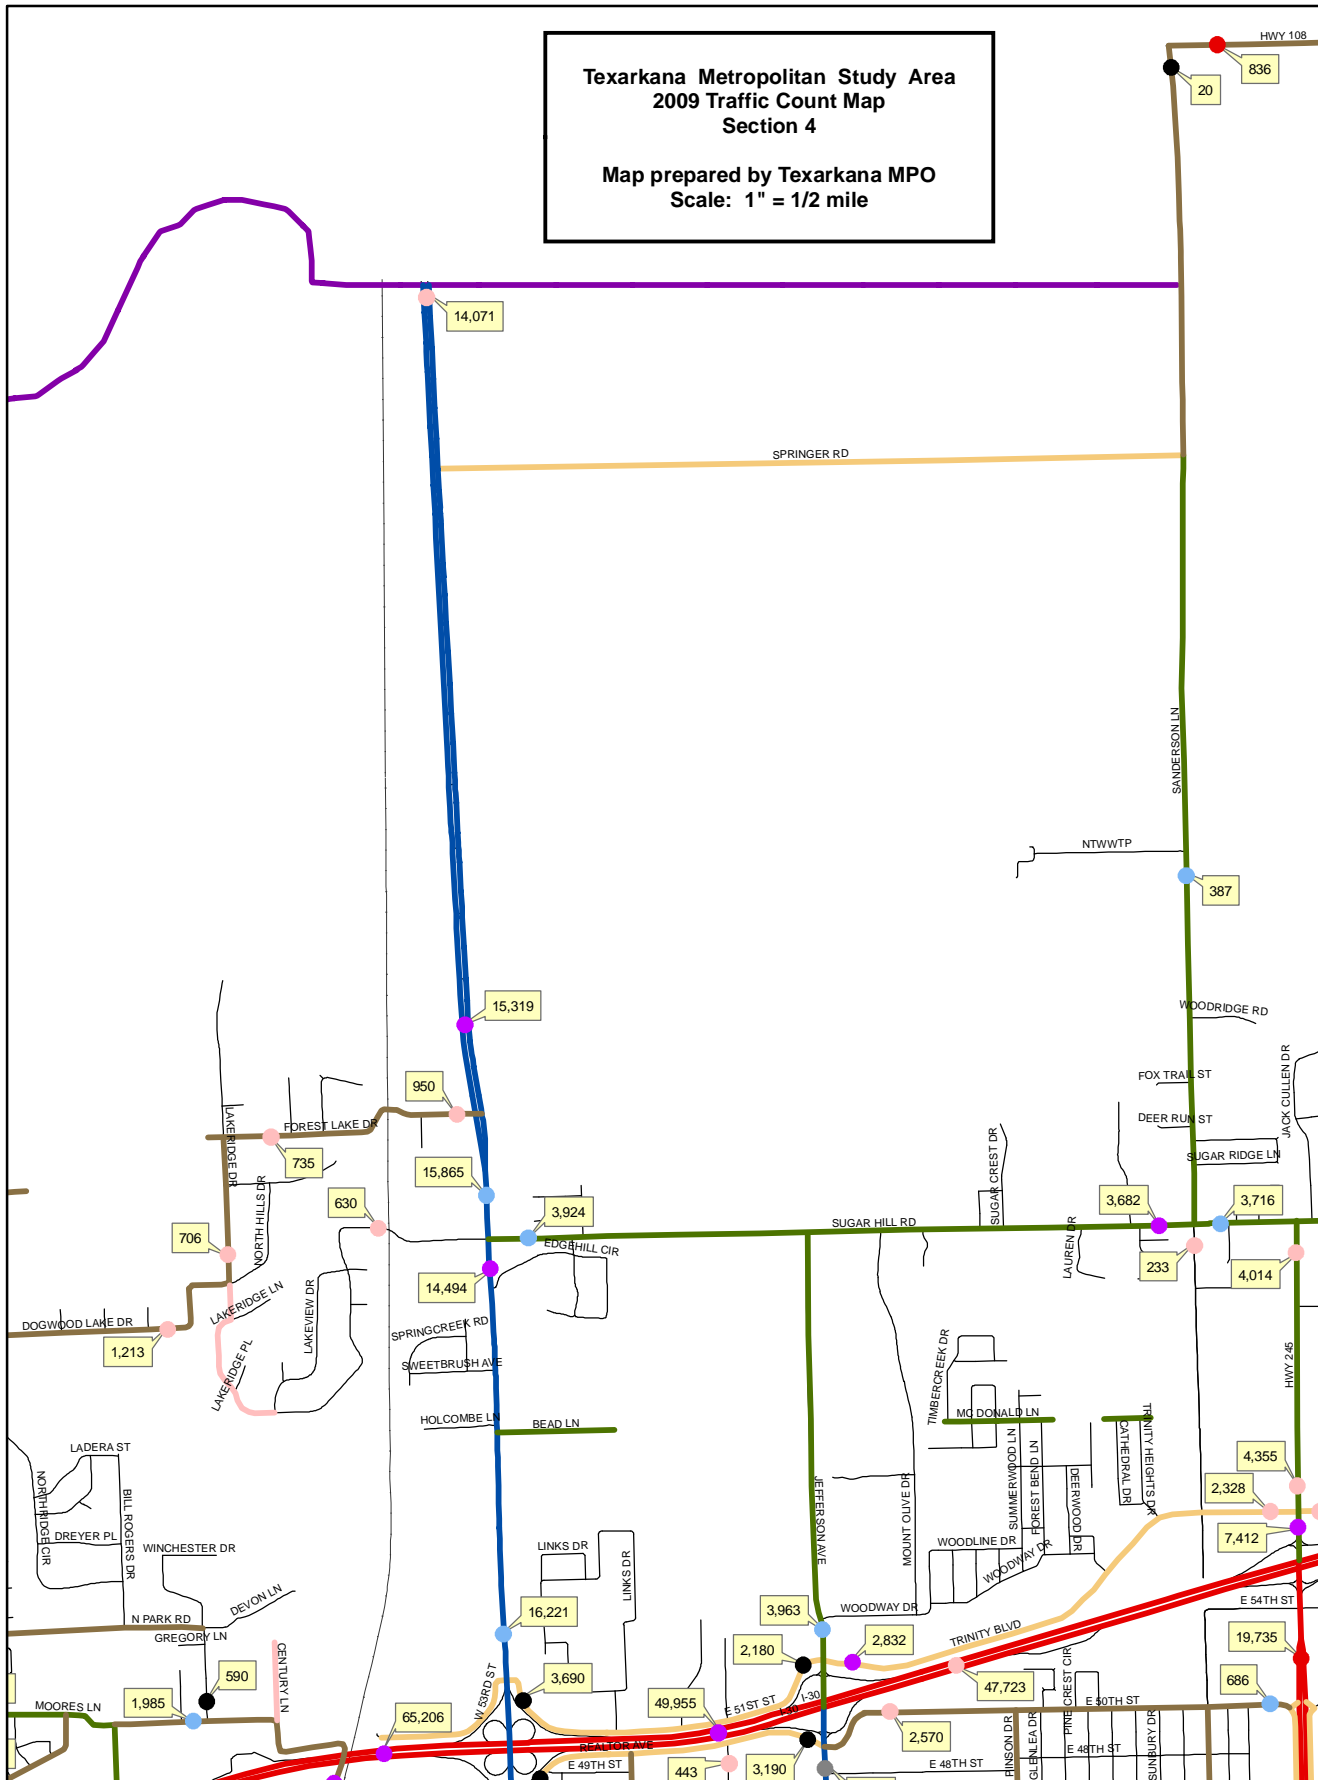 Texarkana Metropolitan Study Area
2009 Traffic Count Map
Section 4
Map prepared by Texarkana MPO
Scale: 1" = 1/2 mile
HWY 108
836
20
14,071
SPRINGER RD
SANDERSON LN
NTWWTP
387
15,319
WOODRIDGE RD
JACK CULLEN DR
FOX TRAIL ST
950
DEER RUN ST
LAKERIDGE DR
FOREST LAKE DR
735
SUGAR RIDGE LN
15,865
SUGAR CREST DR
NORTH HILLS DR
630
3,924
3,682
3,716
SUGAR HILL RD
706
EDGEHILL CIR
LAUREN DR
233
4,014
14,494
LAKERIDGE LN
LAKEVIEW DR
DOGWOOD LAKE DR
1,213
SPRINGCREEK RD
SWEETBRUSH AVE
LAKERIDGE PL
TIMBERCREEK DR
HWY 245
HOLCOMBE LN
BEAD LN
MC DONALD LN
TRINITY HEIGHTS DR
CATHEDRAL DR
LADERA ST
NORTHRIDGE CIR
BILL ROGERS DR
JEFFERSON AVE
MOUNT OLIVE DR
SUMMERWOOD LN
FOREST BEND LN
DEERWOOD DR
4,355
2,328
7,412
DREYER PL
WINCHESTER DR
LINKS DR
LINKS DR
WOODLINE DR
WOODWAY DR
DEVON LN
N PARK RD
GREGORY LN
16,221
3,963
WOODWAY DR
TRINITY BLVD
E 54TH ST
CENTURY LN
590
2,180
2,832
19,735
W 53RD ST
3,690
47,723
PINE CREST CIR
MOORES LN
1,985
65,206
49,955
E 51ST ST
I-30
I-30
686
E 50TH ST
2,570
REALTOR AVE
E 49TH ST
443
3,190
E 48TH ST
PINSON DR
GLENLEA DR
E 48TH ST
SUNBURY DR